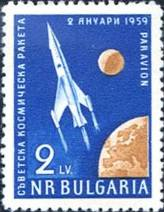 2 ЯНУАРИ 1959
СЪВЕТСКА КОСМИЧЕСКА РАКЕТА
PAR AVION
2 LV.
NR BULGARIA